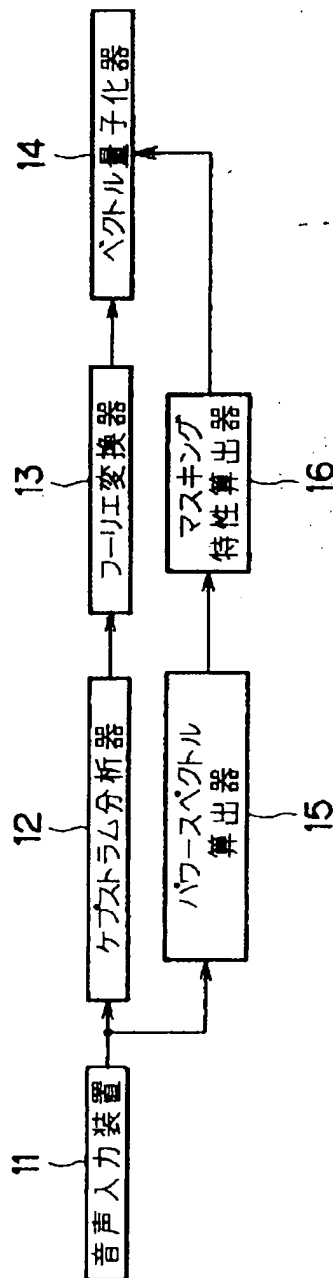 11
音声入力装置
12
ケプストラム分析器
13
フーリエ変換器
14
ベクトル量子化器
パワースペクトル
算出器
15
マスキング
特性算出器
16